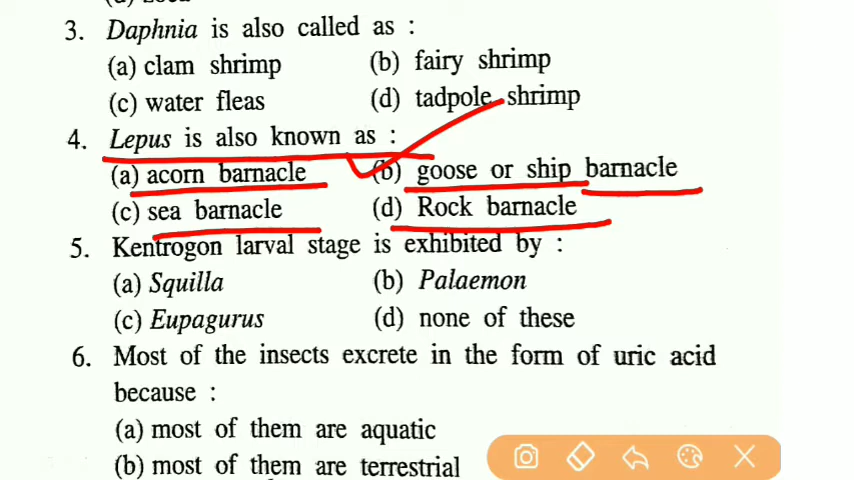 3. Daphnia is also called as :
(a) clam shrimp (b) fairy shrimp
(c) water fleas (d) tadpole shrimp
4. Lepus is also known as :
(a) acorn barnacle (b) goose or ship barnacle
(c) sea barnacle (d) Rock barnacle
5. Kentrogon larval stage is exhibited by :
(a) Squilla (b) Palaemon
(c) Eupagurus (d) none of these
6. Most of the insects excrete in the form of uric acid
because :
(a) most of them are aquatic
(b) most of them are terrestrial